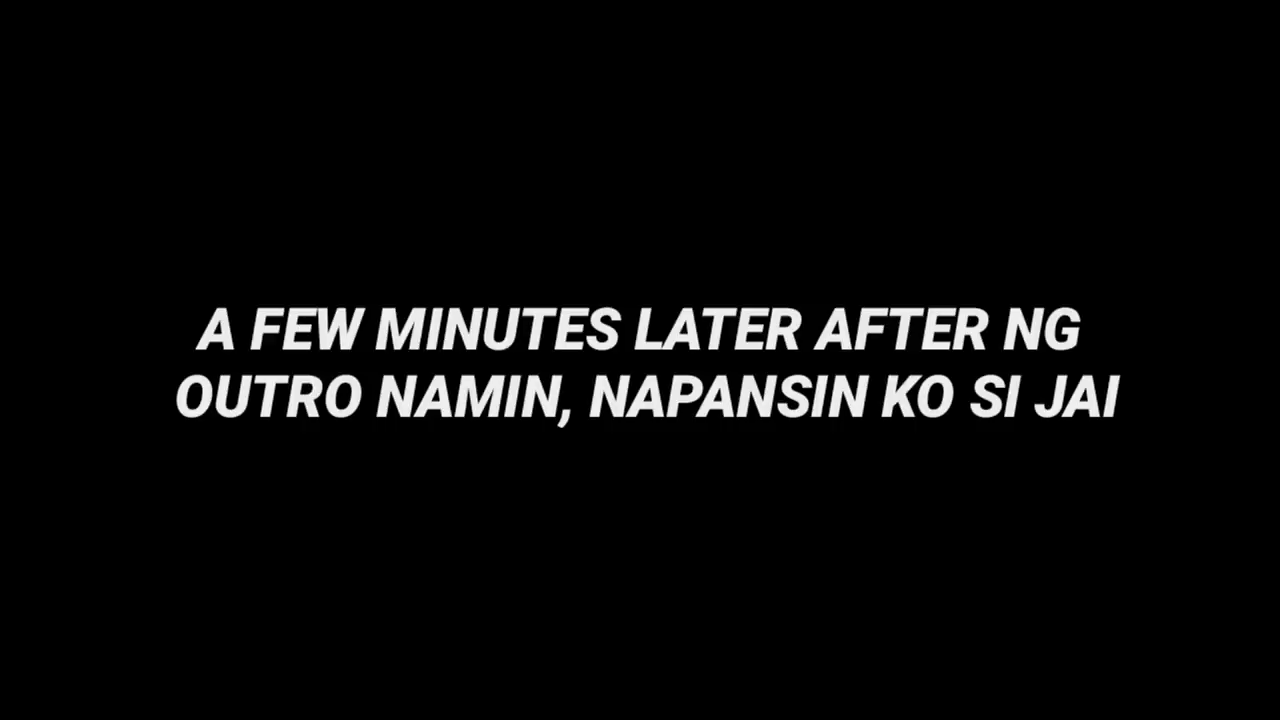 A FEW MINUTES LATER AFTER NG
OUTRO NAMIN, NAPANSIN KO SI JAI